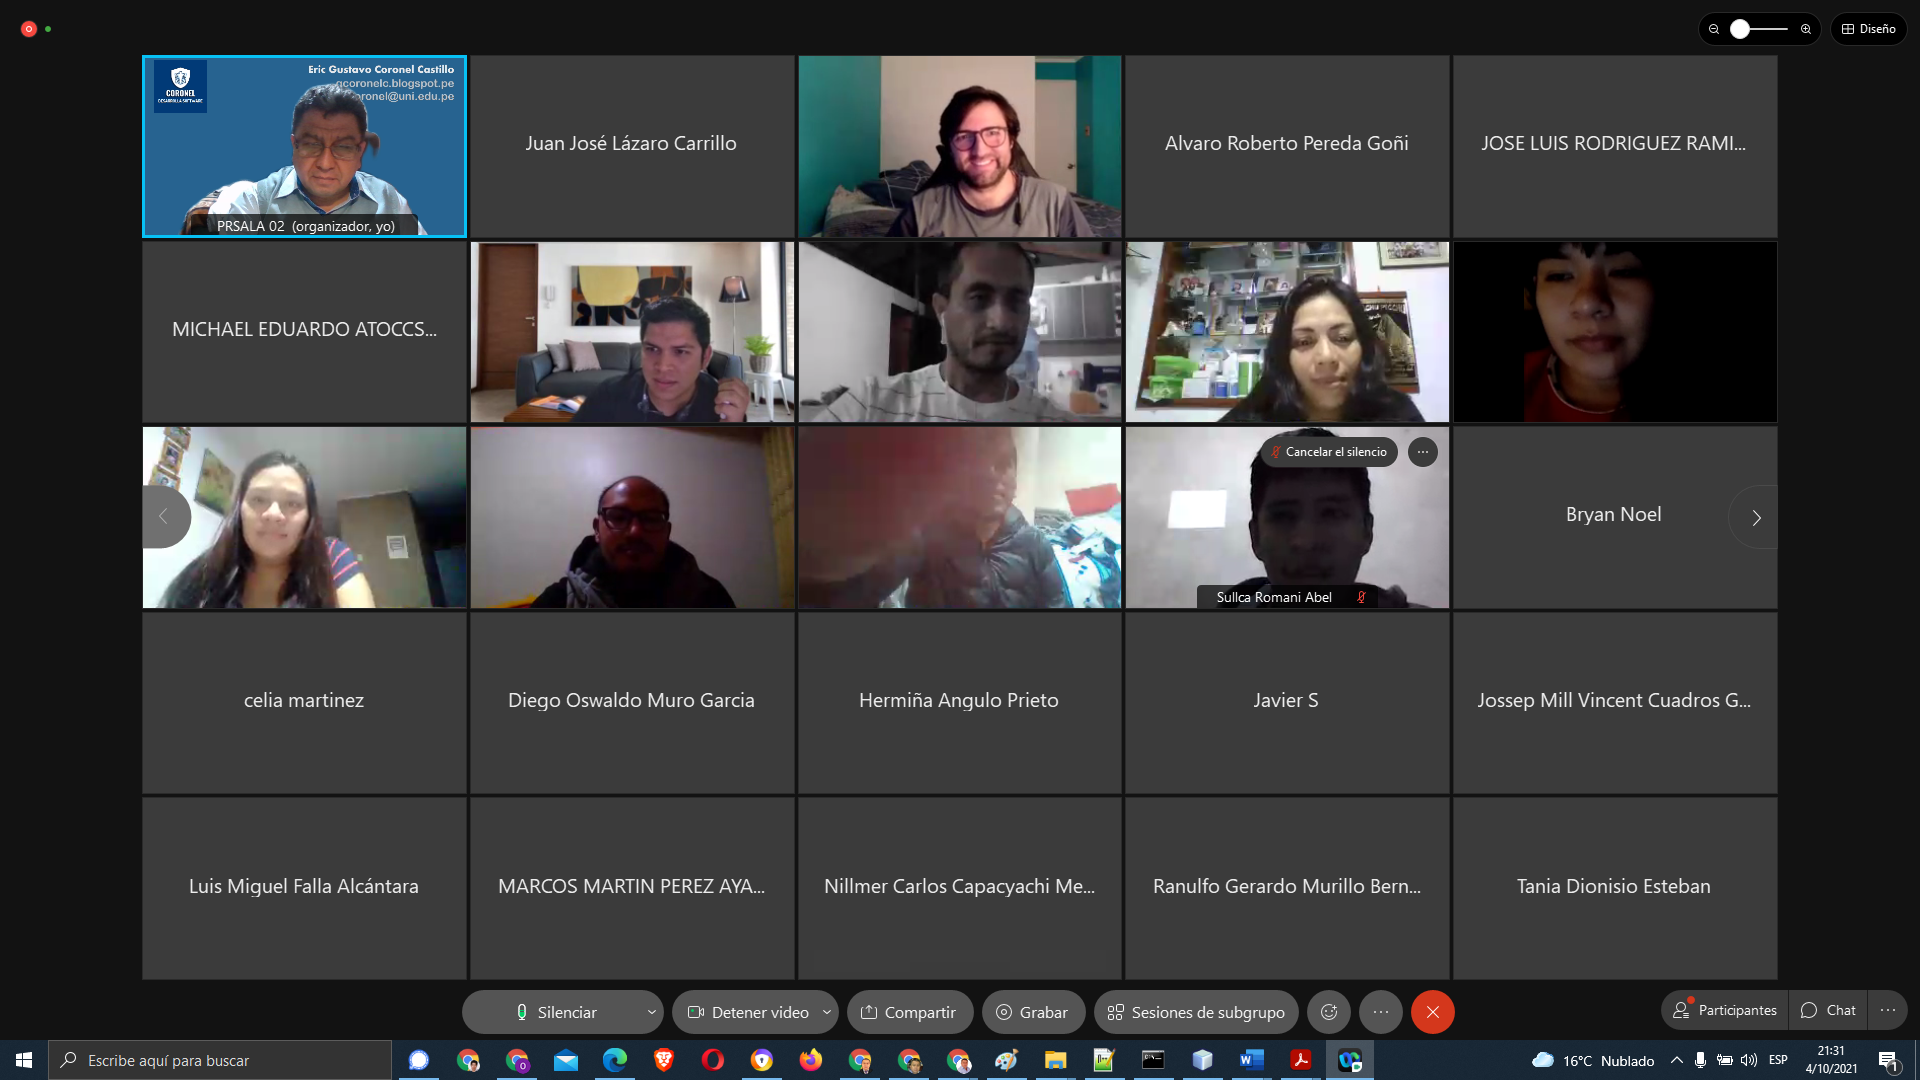 Diseño
CORONEL
DESARROLLA SOFTWARE
Eric Gustavo Coronel Castillo
gcoronelc.blogspot.pe
oronel@uni.edu.pe
PRSALA 02 (organizador, yo)
Juan José Lázaro Carrillo
Alvaro Roberto Pereda Goñi
JOSE LUIS RODRIGUEZ RAMI...
MICHAEL EDUARDO ATOCCS...
Cancelar el silencio
Sullca Romani Abel
Bryan Noel
celia martinez
Diego Oswaldo Muro Garcia
Hermiña Angulo Prieto
Javier S
Jossep Mill Vincent Cuadros G...
Luis Miguel Falla Alcántara
MARCOS MARTIN PEREZ AYA...
Nillmer Carlos Capacyachi Me...
Ranulfo Gerardo Murillo Bern...
Tania Dionisio Esteban
Silenciar
Detener video
Compartir
Grabar
Sesiones de subgrupo
Participantes
Chat
Escribe aquí para buscar
16°C Nublado
ESP
21:31
4/10/2021
1